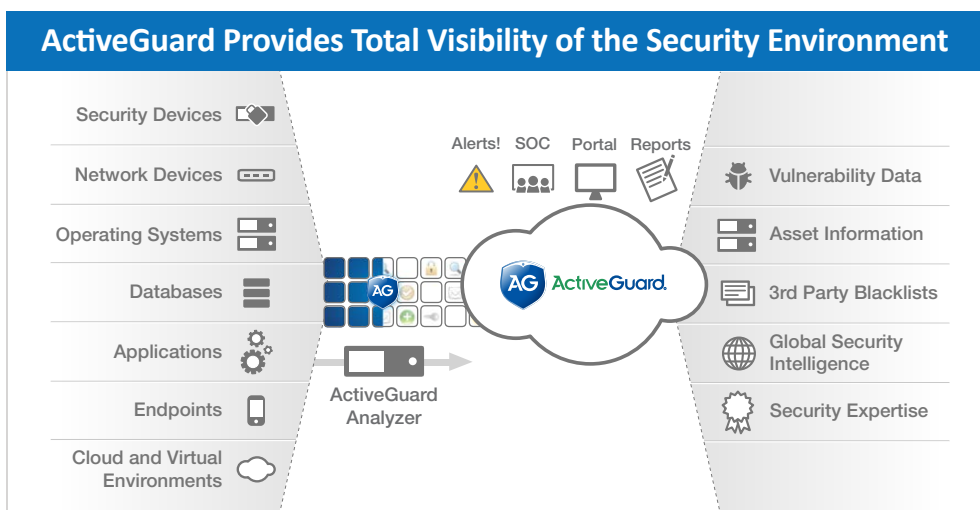 ActiveGuard Provides Total Visibility of the Security Environment
Security Devices
Network Devices
Operating Systems
Databases
Applications
Endpoints
Cloud and Virtual
Environments
Alerts!
SOC
Portal
Reports
AG
ActiveGuard
Analyzer
AG ActiveGuard.
Vulnerability Data
Asset Information
3rd Party Blacklists
Global Security
Intelligence
Security Expertise